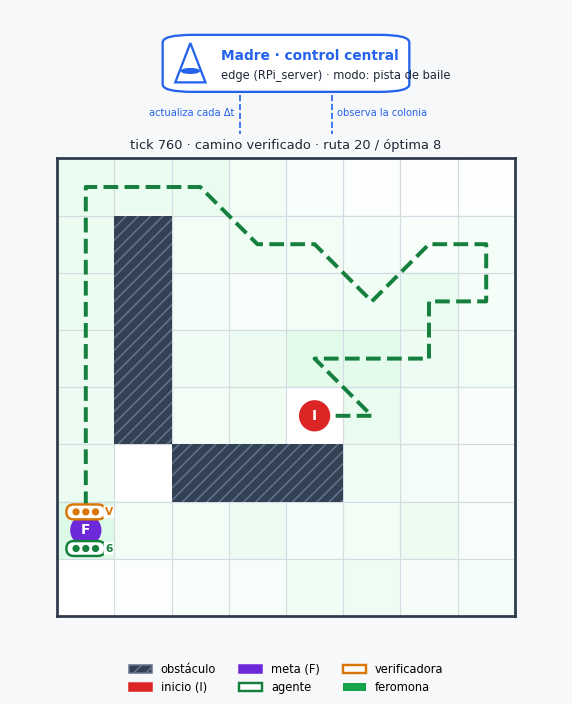 Madre · control central
edge (RPi_server) · modo: pista de baile
actualiza cada Δt
observa la colonia
tick 760 · camino verificado · ruta 20 / óptima 8
I
V
F
6
obstáculo
meta (F)
verificadora
inicio (I)
agente
feromona